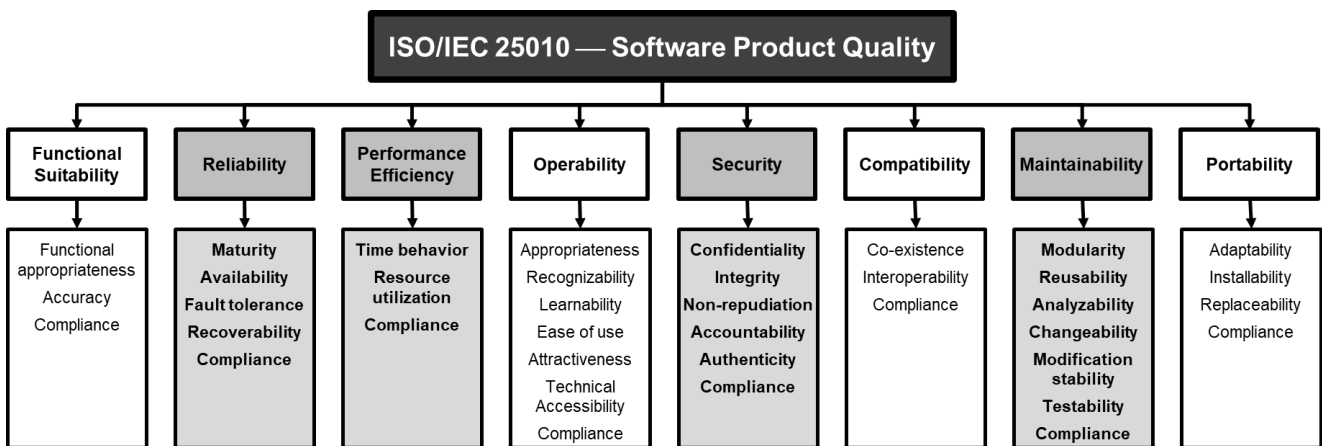 ISO/IEC 25010 — Software Product Quality
Functional
Suitability
Reliability
Performance
Efficiency
Operability
Security
Compatibility
Maintainability
Portability
Functional
appropriateness
Accuracy
Compliance
Maturity
Availability
Fault tolerance
Recoverability
Compliance
Time behavior
Resource
utilization
Compliance
Appropriateness
Recognizability
Learnability
Ease of use
Attractiveness
Technical
Accessibility
Compliance
Confidentiality
Integrity
Non-repudiation
Accountability
Authenticity
Compliance
Co-existence
Interoperability
Compliance
Modularity
Reusability
Analyzability
Changeability
Modification
stability
Testability
Compliance
Adaptability
Installability
Replaceability
Compliance